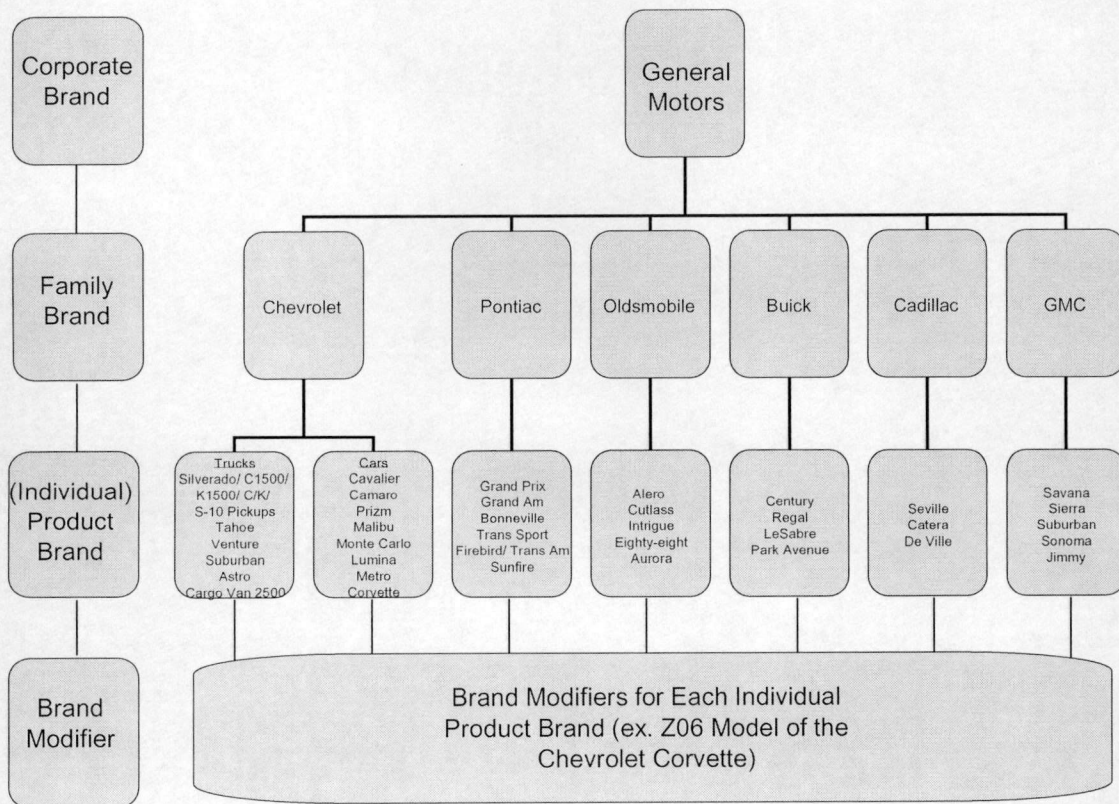 Corporate
Brand
General
Motors
Family
Brand
Chevrolet
Pontiac
Oldsmobile
Buick
Cadillac
GMC
(Individual)
Product
Brand
Trucks
Silverado/ C1500/
K1500/ C/K/
S-10 Pickups
Tahoe
Venture
Suburban
Astro
Cargo Van 2500
Cars
Cavalier
Camaro
Prizm
Malibu
Monte Carlo
Lumina
Metro
Corvette
Grand Prix
Grand Am
Bonneville
Trans Sport
Firebird/ Trans Am
Sunfire
Alero
Cutlass
Intrigue
Eighty-eight
Aurora
Century
Regal
LeSabre
Park Avenue
Seville
Catera
De Ville
Savana
Sierra
Suburban
Sonoma
Jimmy
Brand
Modifier
Brand Modifiers for Each Individual
Product Brand (ex. Z06 Model of the
Chevrolet Corvette)